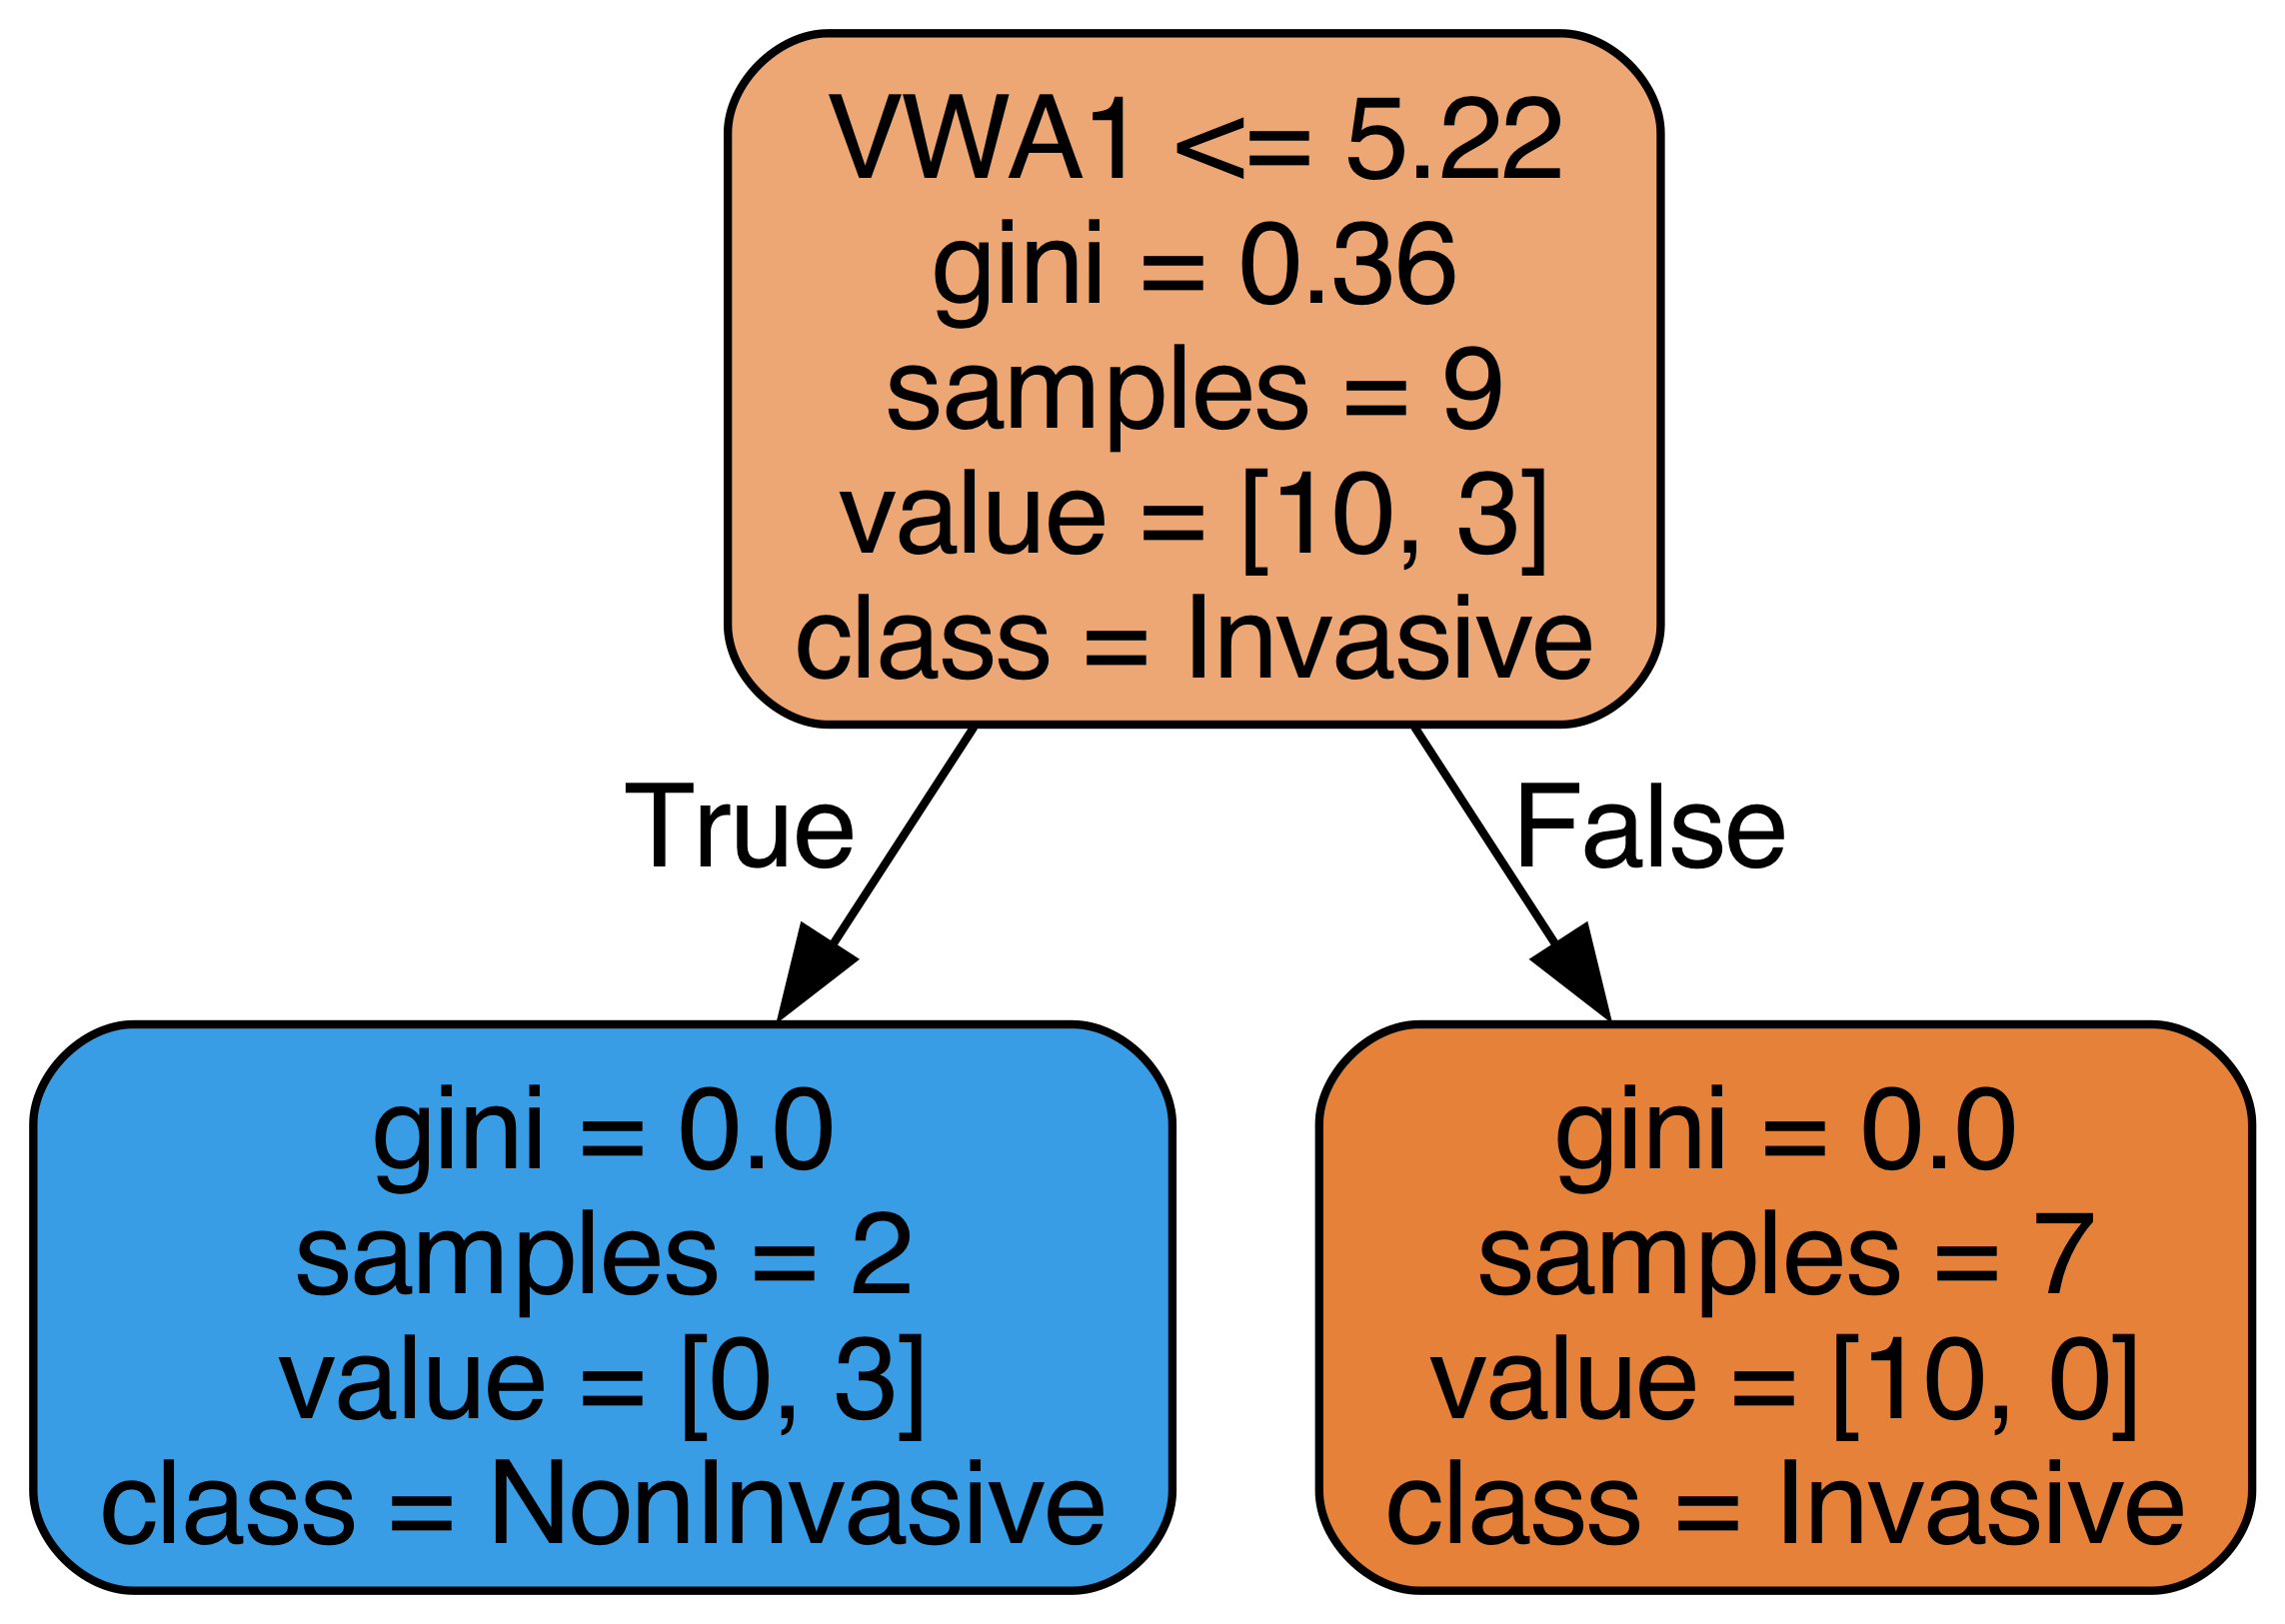 VWA1 <= 5.22
gini = 0.36
samples = 9
value = [10, 3]
class = Invasive
True
False
gini = 0.0
samples = 2
value = [0, 3]
class = NonInvasive
gini = 0.0
samples = 7
value = [10, 0]
class = Invasive